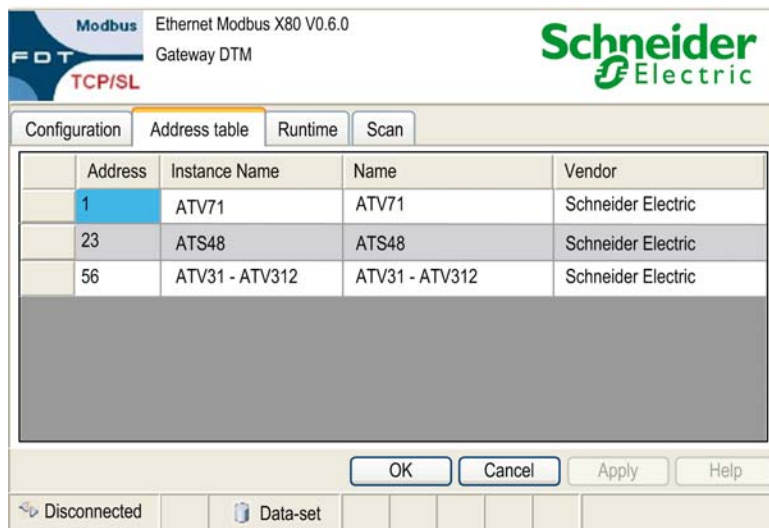 Modbus
FDT
TCP/SL
Ethernet Modbus X80 V0.6.0
Gateway DTM
Schneider
Electric
Configuration Address table Runtime Scan
Address Instance Name Name Vendor
1 ATV71 ATV71 Schneider Electric
23 ATS48 ATS48 Schneider Electric
56 ATV31 - ATV312 ATV31 - ATV312 Schneider Electric
OK Cancel Apply Help
Disconnected Data-set